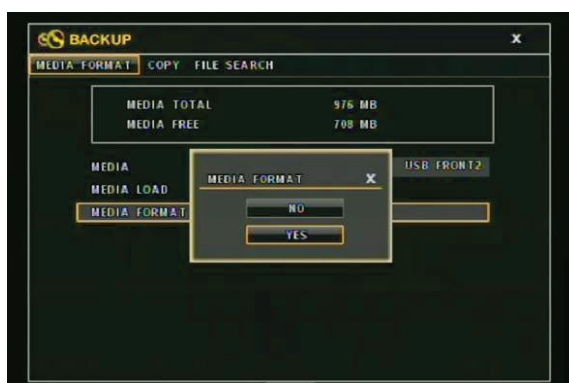 BACKUP X
MEDIA FORMAT COPY FILE SEARCH
MEDIA TOTAL 976 MB
MEDIA FREE 708 MB
MEDIA USB FRONT2
MEDIA LOAD
MEDIA FORMAT
MEDIA FORMAT X
NO
YES